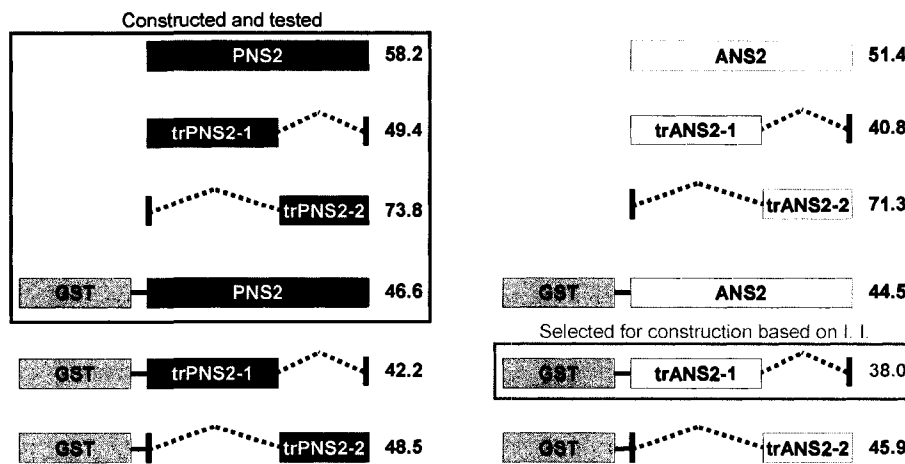 Constructed and tested
PNS2 58.2
trPNS2-1 49.4
trPNS2-2 73.8
GST PNS2 46.6
GST trPNS2-1 42.2
GST trPNS2-2 48.5
ANS2 51.4
trANS2-1 40.8
trANS2-2 71.3
GST ANS2 44.5
Selected for construction based on I. I.
GST trANS2-1 38.0
GST trANS2-2 45.9